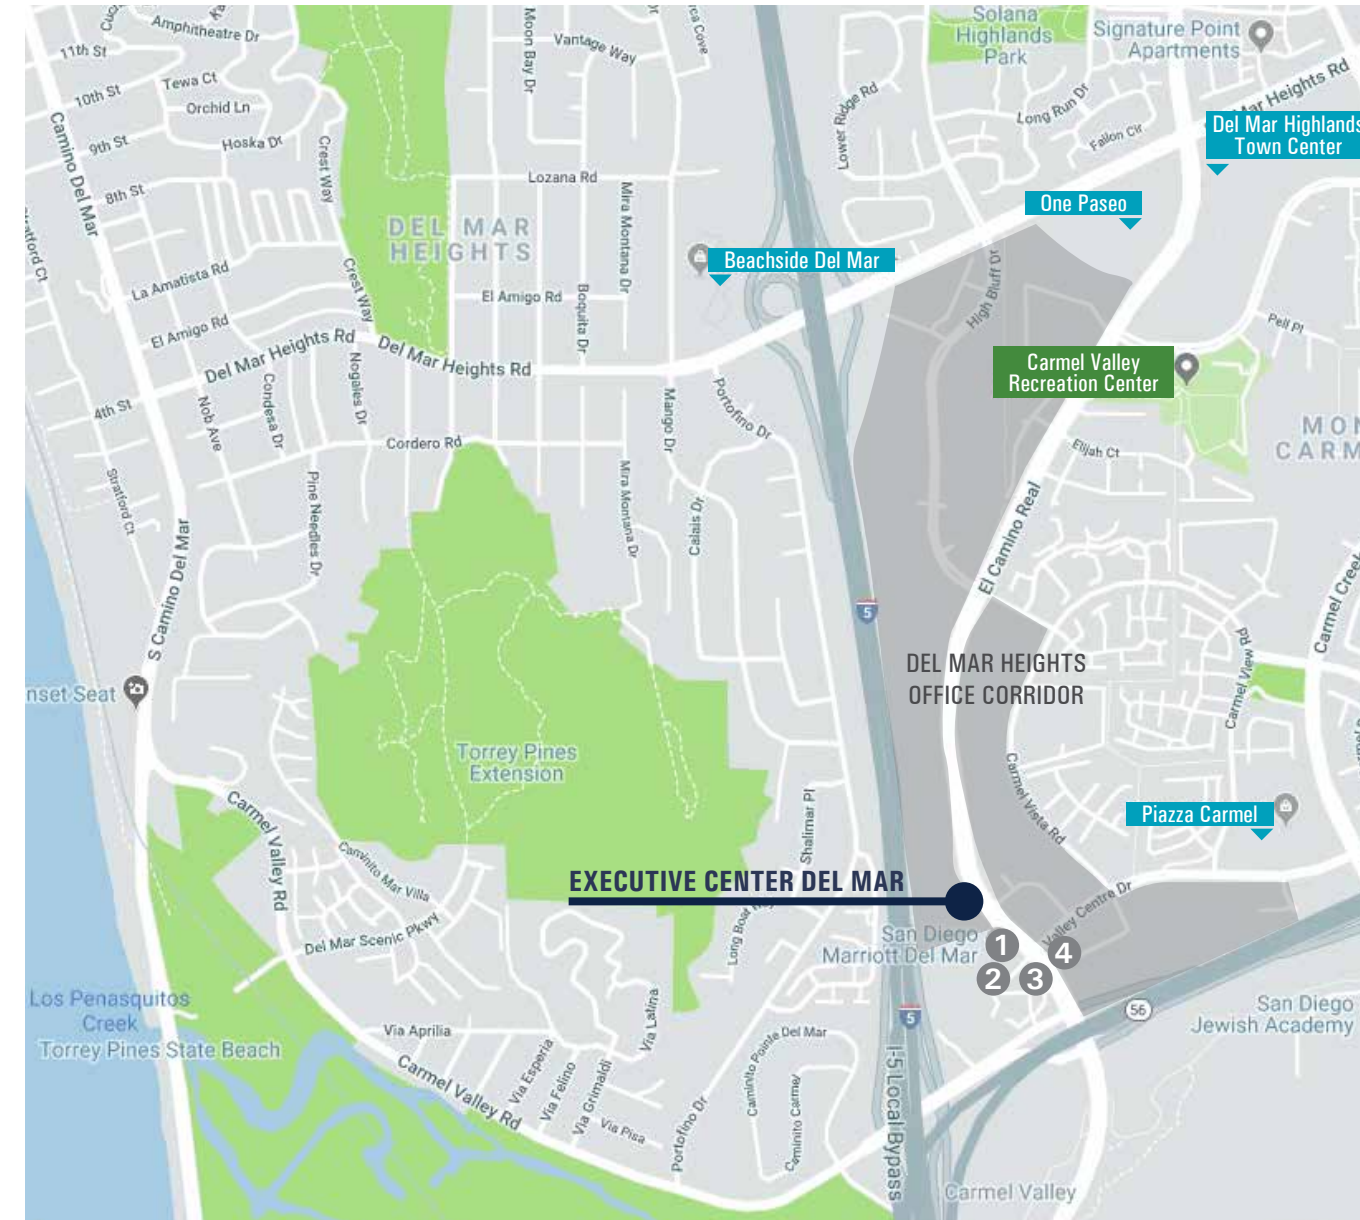 Amphitheatre Dr
11th St
10th St
Tewa Ct
Orchid Ln
9th St
Hoska Dr
8th St
Camino Del Mar
Crest Way
Moon Bay Dr
Vantage Way
Lozana Rd
Mira Montana Dr
DEL MAR
HEIGHTS
Solana
Highlands
Park
Signature Point
Apartments
Lower Ridge Rd
Long Run Dr
Fallon Cir
Mar Heights Rd
Del Mar Highlands
Town Center
One Paseo
Beachside Del Mar
La Amatista Rd
Crest Way
El Amigo Rd
El Amigo Rd
Boquita Dr
High Bluff Dr
Del Mar Heights Rd
Del Mar Heights Rd
Nogales Dr
Condesa Dr
Nob Ave
4th St
Stratford Ct
Cordero Rd
Pine Needles Dr
Mango Dr
Portofino Dr
Mira Montana Dr
Calais Dr
Pell Pl
Carmel Valley
Recreation Center
Elijah Ct
El Camino Real
5
Carmel Creek
Carmel View Rd
DEL MAR HEIGHTS
OFFICE CORRIDOR
S Camino Del Mar
nset Seat
Torrey Pines
Extension
Carmel Vista Rd
Piazza Carmel
Shalimar Pl
Carmel Valley Rd
Caminito Mar Villa
Del Mar Scenic Pkwy
EXECUTIVE CENTER DEL MAR
Long Boat
Valley Centre Dr
San Diego
Marriott Del Mar
1
2
3
4
56
San Diego
Jewish Academy
Los Penasquitos
Creek
Torrey Pines State Beach
Via Aprilia
Via Latina
Via Esperia
Via Felino
Via Grimaldi
Via Pisa
Carmel Valley Rd
Portofino Dr
Caminito Pointe Del Mar
Caminito Carmel
5
I-5 Local Bypass
Carmel Valley